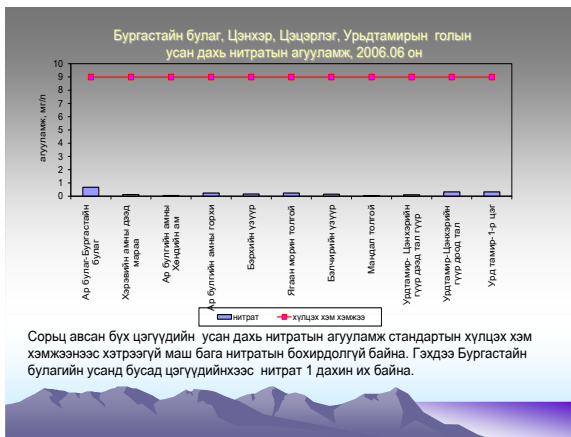 Бургастайн булаг, Цэнхэр, Цэцэрлэг, Урьдтамирын голын
усан дахь нитратын агууламж, 2006.06 он
агууламж, мг/л
10
9
8
7
6
5
4
3
2
1
0
Ар булаг-Бургастайн
булаг
Хэрэвийн амны дээд
мараа
Ар булгийн амны
Хөндийн ам
Ар булгийн амны горхи
Бэрхийн үзүүр
Ягаан морин толгой
Бэлчирийн үзүүр
Мандал толгой
Урдтамир- Цэнхэрийн
гүүр дээд тал гүүр
Урдтамир-Цэнхэрийн
гүүр доод тал
Урд тамир-1-р цэг
нитрат
хүлцэх хэм хэмжээ
Сорьц авсан бүх цэгүүдийн усан дахь нитратын агууламж стандартын хүлцэх хэм
хэмжээнээс хэтрээгүй маш бага нитратын бохирдолгүй байна. Гэхдээ Бургастайн
булагийн усанд бусад цэгүүдийнхээс нитрат 1 дахин их байна.